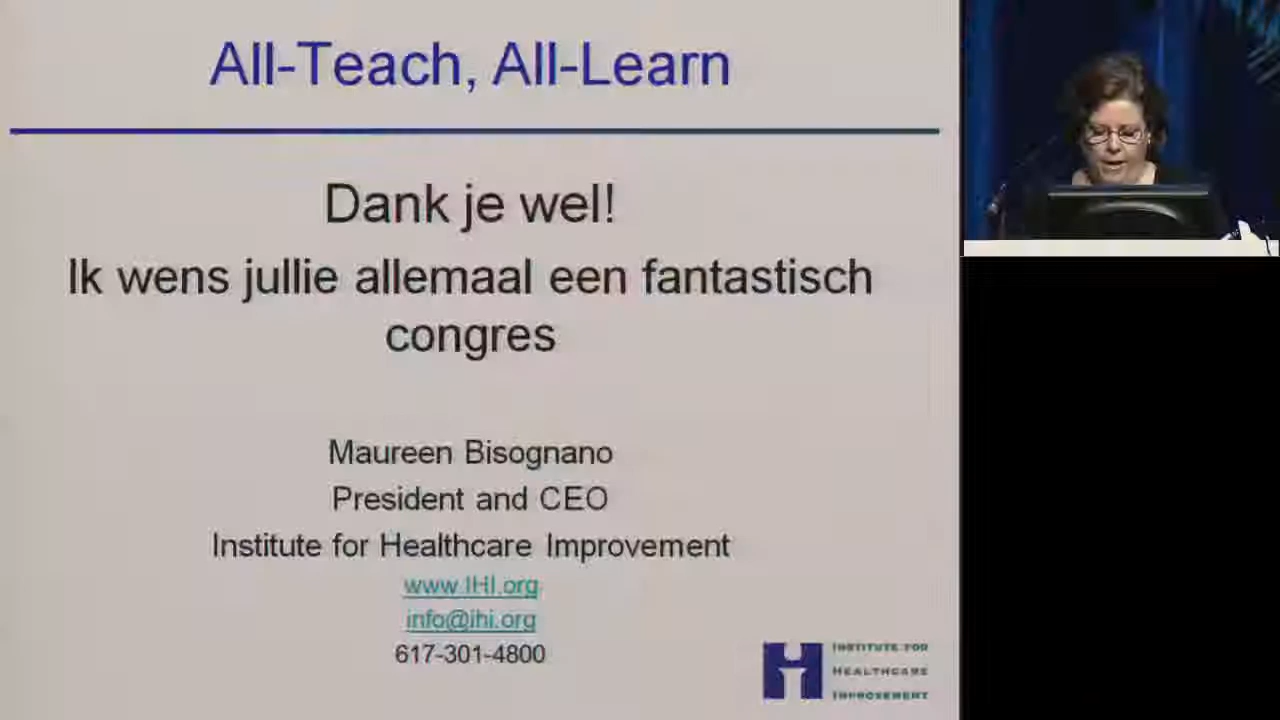 All-Teach, All-Learn
Dank je wel!
Ik wens jullie allemaal een fantastisch
congres
Maureen Bisognano
President and CEO
Institute for Healthcare Improvement
www.IHI.org
info@ihi.org
617-301-4800
INSTITUTE FOR
HEALTHCARE
IMPROVEMENT